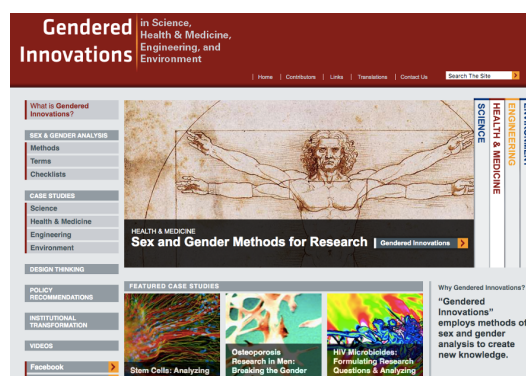 Gendered
Innovations
in Science,
Health & Medicine,
Engineering, and
Environment
| Home | Contributors | Links | Translations | Contact Us
Search The Site
What is Gendered
Innovations?
SEX & GENDER ANALYSIS
Methods
Terms
Checklists
CASE STUDIES
Science
Health & Medicine
Engineering
Environment
DESIGN THINKING
POLICY
RECOMMENDATIONS
INSTITUTIONAL
TRANSFORMATION
VIDEOS
Facebook
HEALTH & MEDICINE
Sex and Gender Methods for Research | Gendered Innovations
SCIENCE
HEALTH & MEDICINE
ENGINEERING
FEATURED CASE STUDIES
Stem Cells: Analyzing
Osteoporosis
Research in Men:
Breaking the Gender
HIV Microbicides:
Formulating Research
Questions & Analyzing
Why Gendered Innovations?
"Gendered
Innovations"
employs methods of
sex and gender
analysis to create
new knowledge.